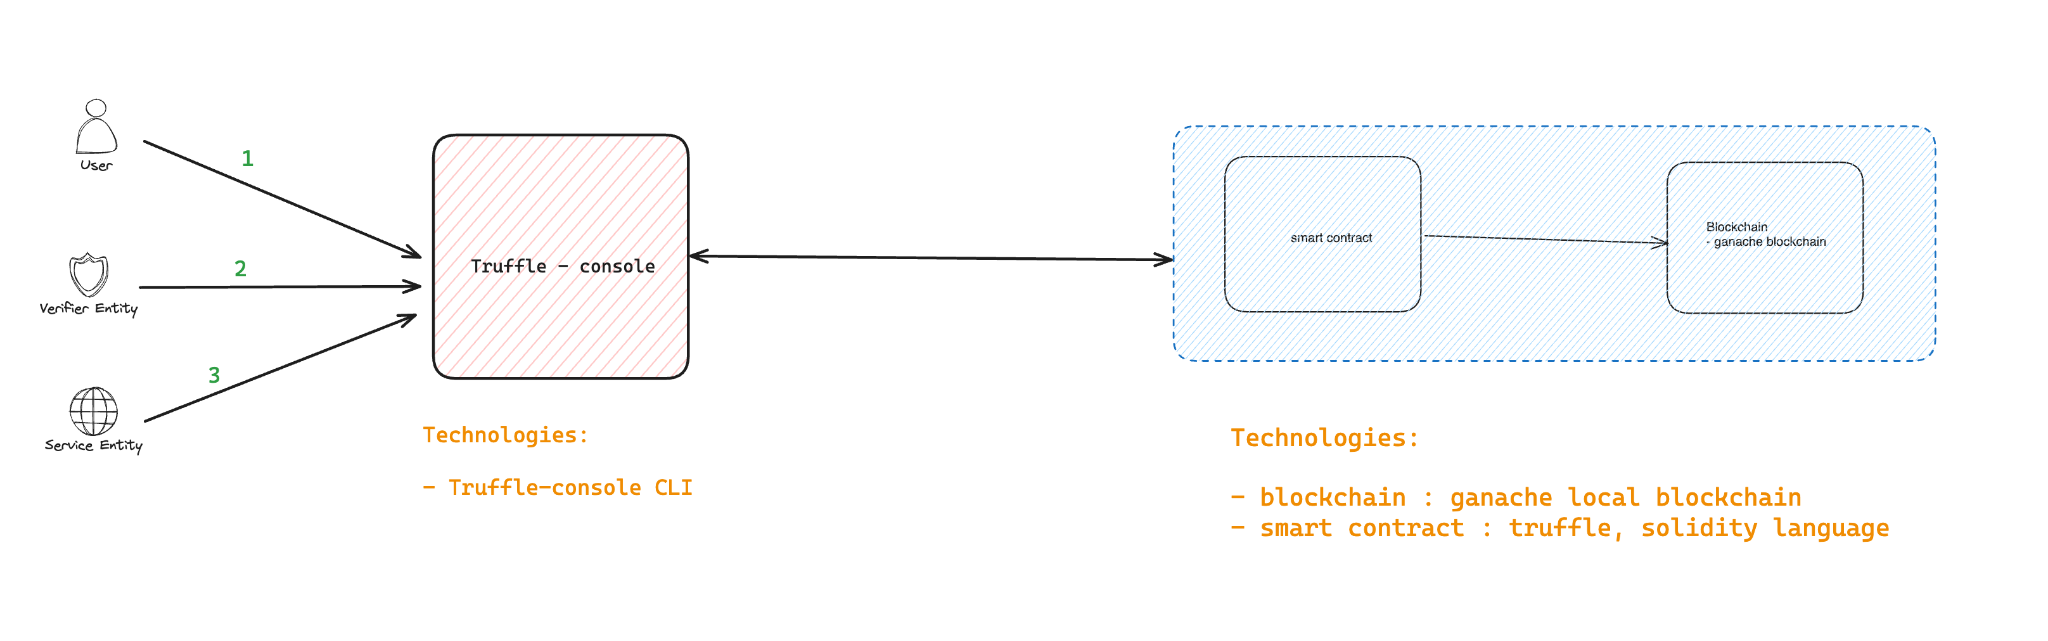 User
1
Verifier Entity
2
Service Entity
3
Truffle - console
Technologies:
- Truffle-console CLI
smart contract
Blockchain
- ganache blockchain
Technologies:
- blockchain : ganache local blockchain
- smart contract : truffle, solidity language